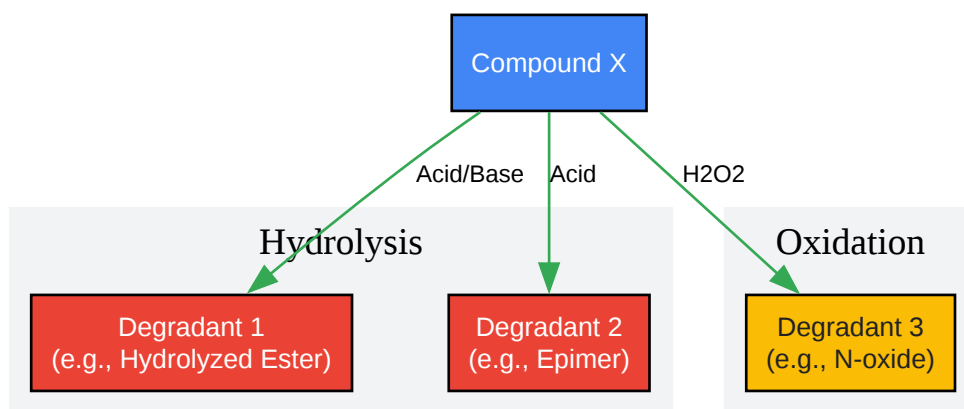 Compound X
Acid/Base
Acid
H2O2
Hydrolysis
Oxidation
Degradant 1
(e.g., Hydrolyzed Ester)
Degradant 2
(e.g., Epimer)
Degradant 3
(e.g., N-oxide)